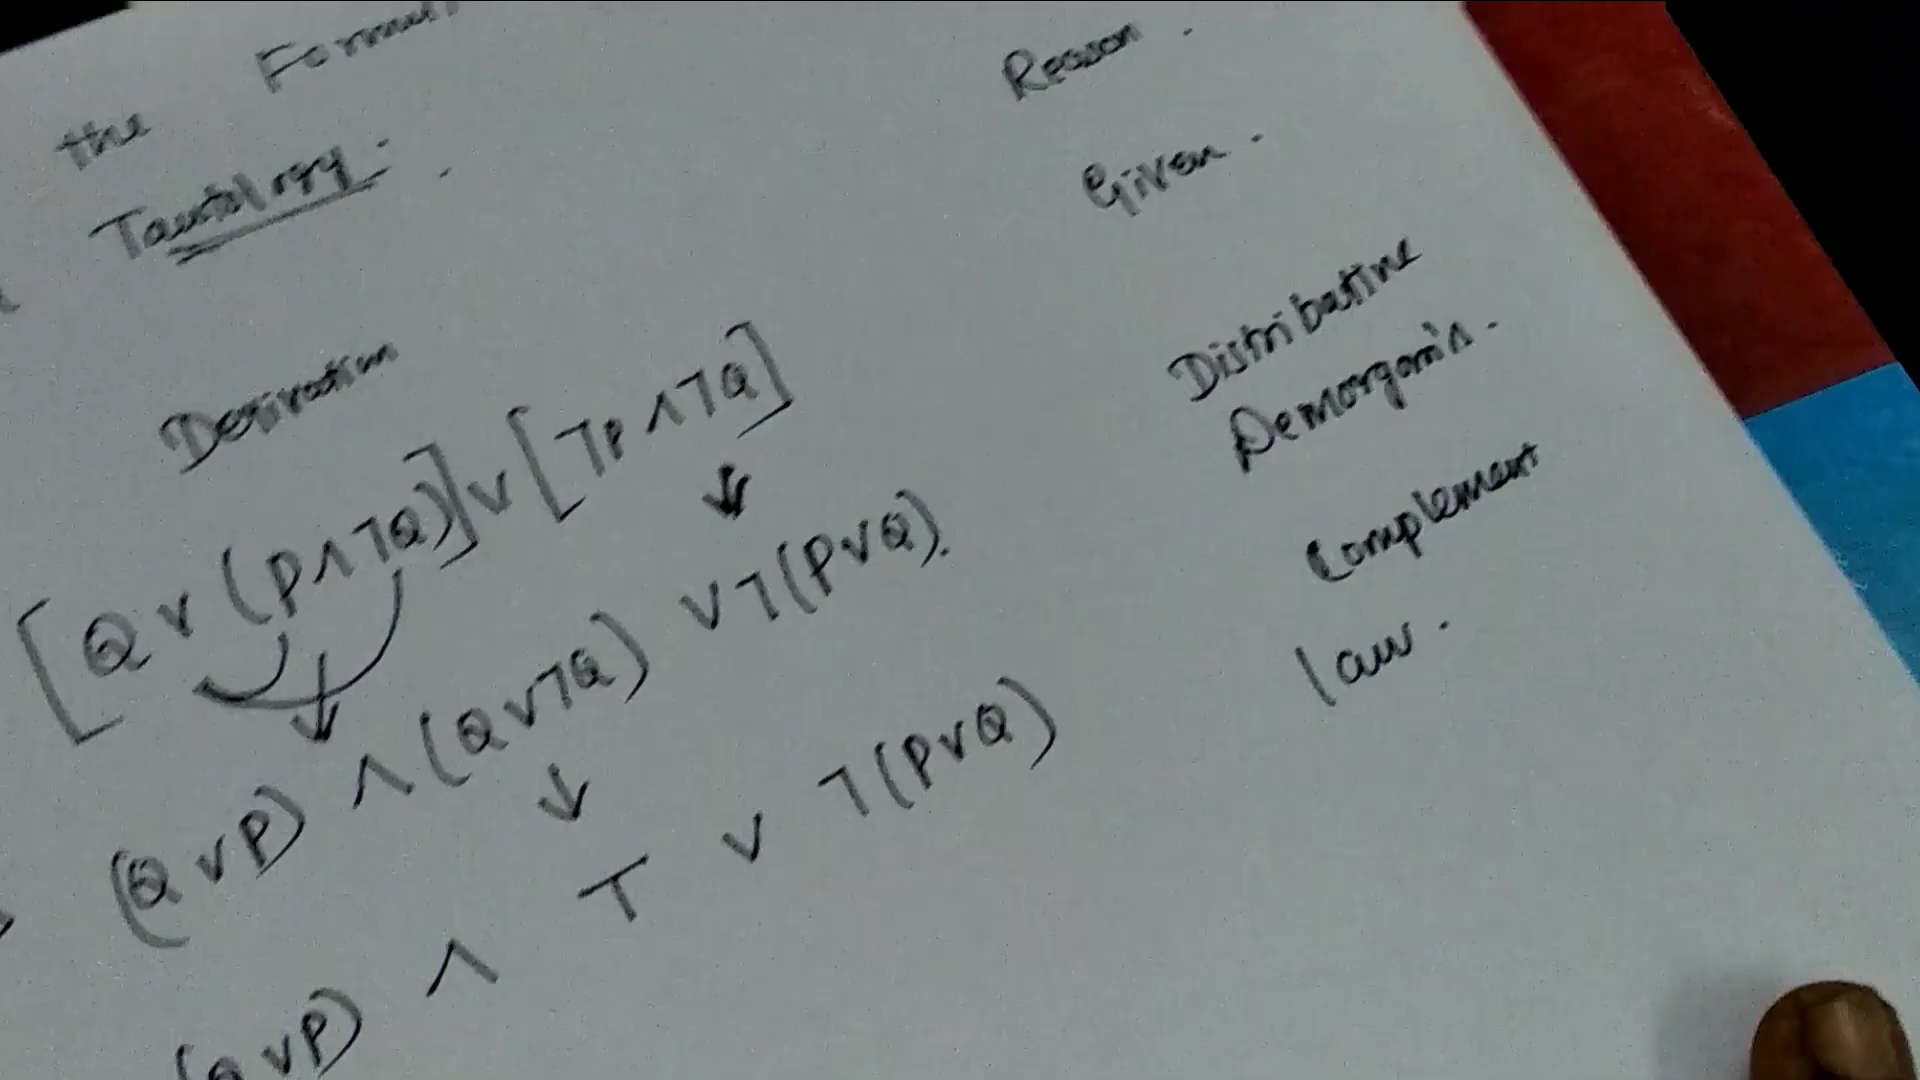 the Formul
Tautology.
Derivation Reason.
[Q ∨ (P ∧ ¬Q)] ∨ [¬P ∧ ¬Q] Given.
(Q ∨ P) ∧ (Q ∨ ¬Q) ∨ ¬(P ∨ Q). Distributive
Demorgan's.
(Q ∨ P) ∧ T ∨ ¬(P ∨ Q) Complement
law.